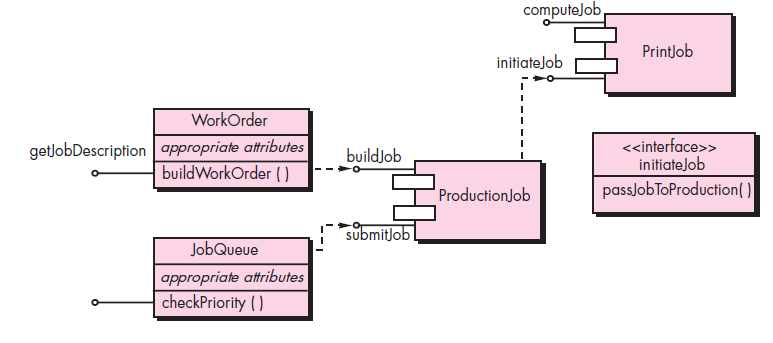 computeJob
PrintJob
initiateJob
WorkOrder
getJobDescription
appropriate attributes
buildWorkOrder ( )
buildJob
ProductionJob
submitJob
<<interface>>
initiateJob
passJobToProduction( )
JobQueue
appropriate attributes
checkPriority ( )